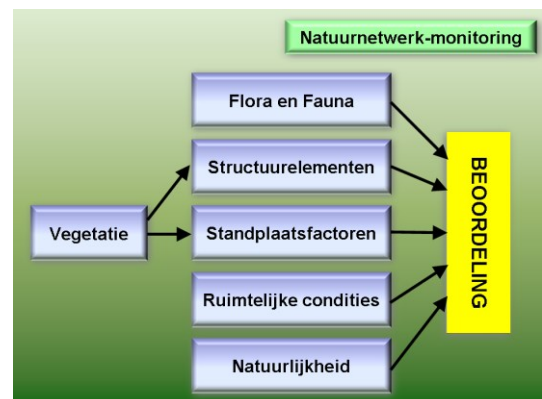 Natuurnetwerk-monitoring
Flora en Fauna
Structuurelementen
Vegetatie
Standplaatsfactoren
Ruimtelijke condities
Natuurlijkheid
BEOORDELING